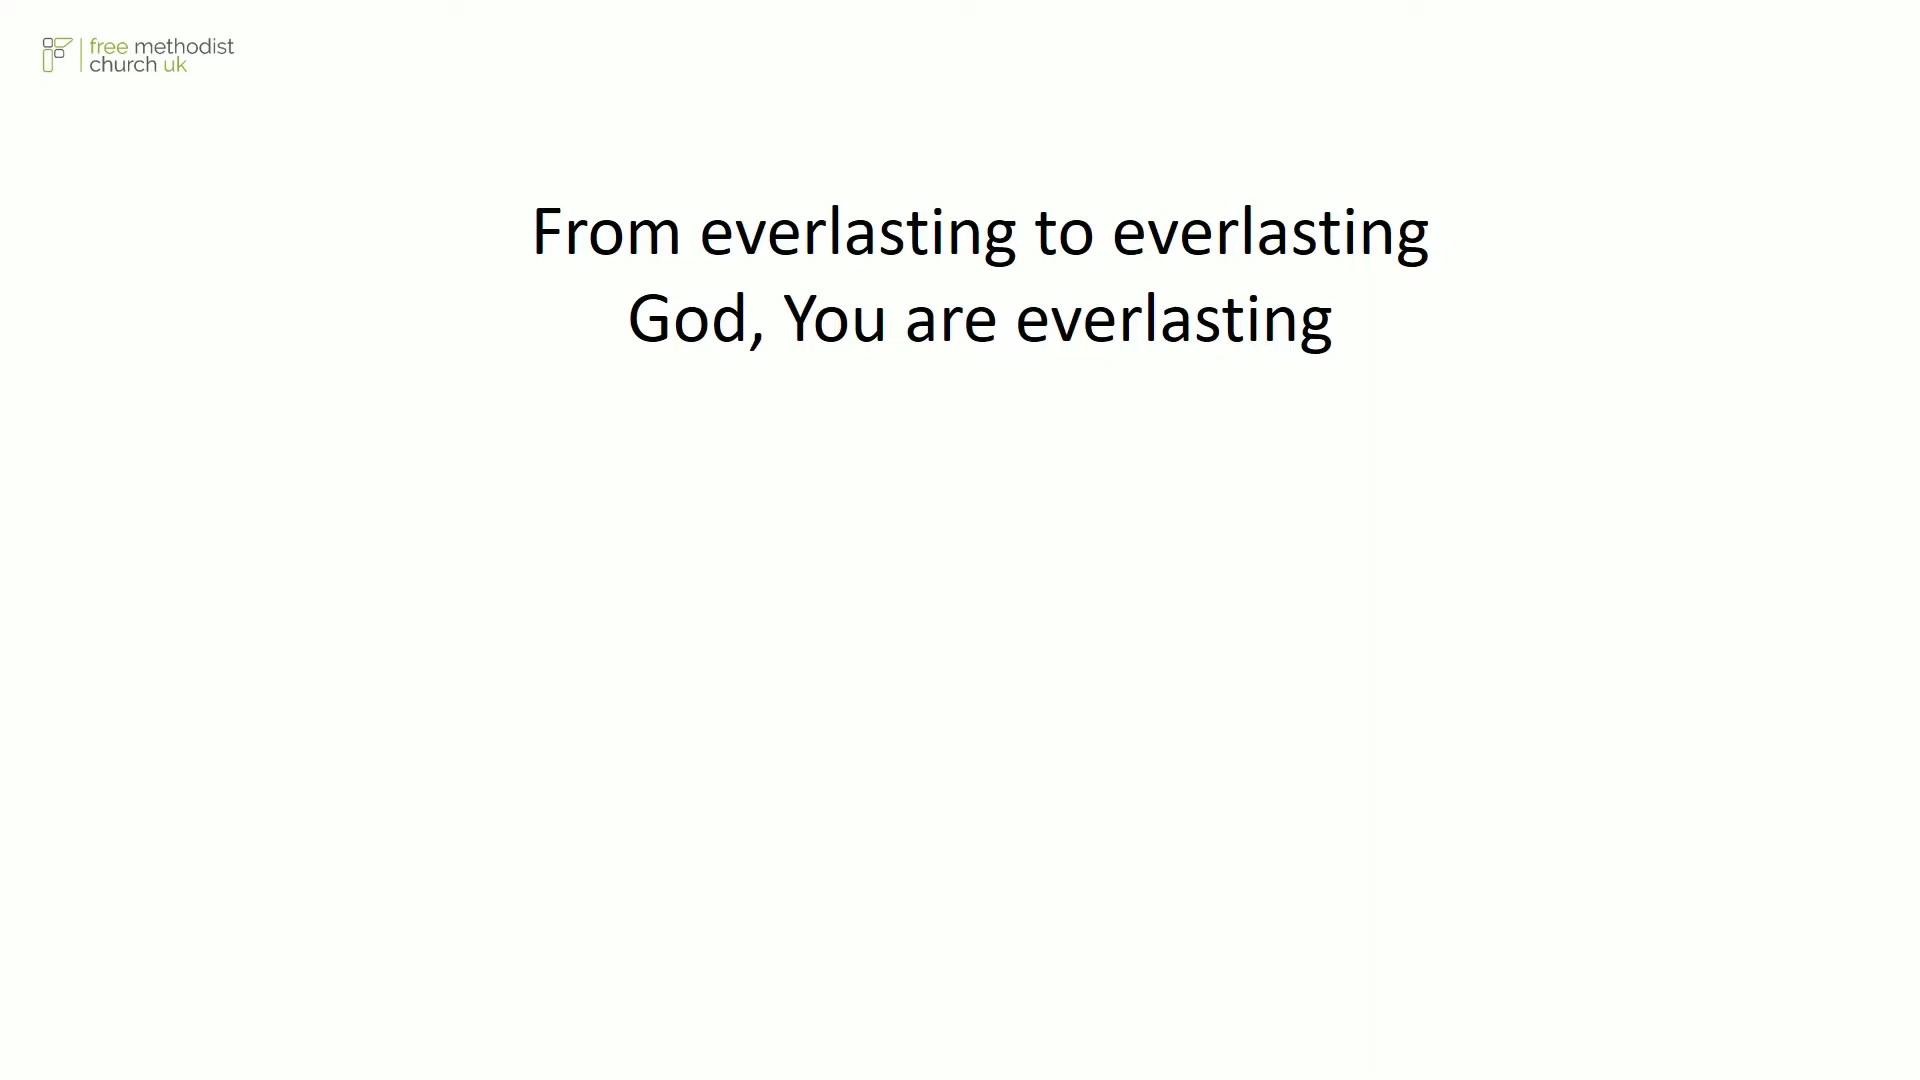 free methodist
church uk
From everlasting to everlasting
God, You are everlasting